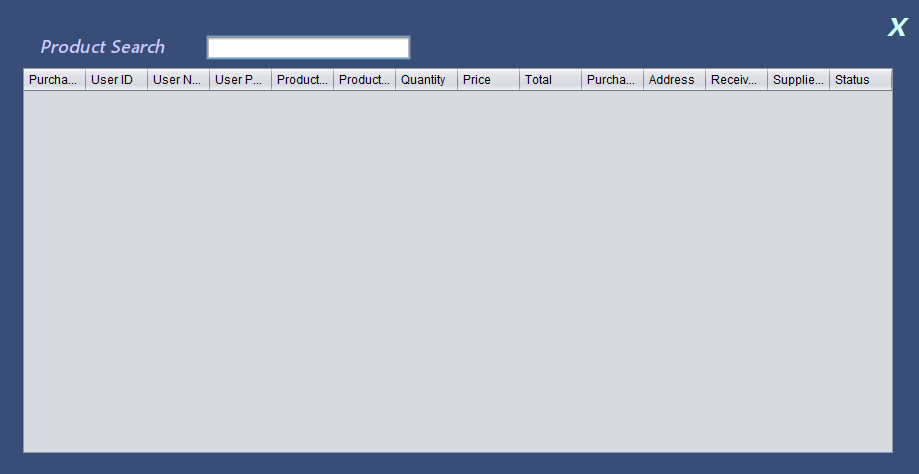 X
Product Search
Purcha... User ID User N... User P... Product... Product... Quantity Price Total Purcha... Address Receiv... Supplie... Status